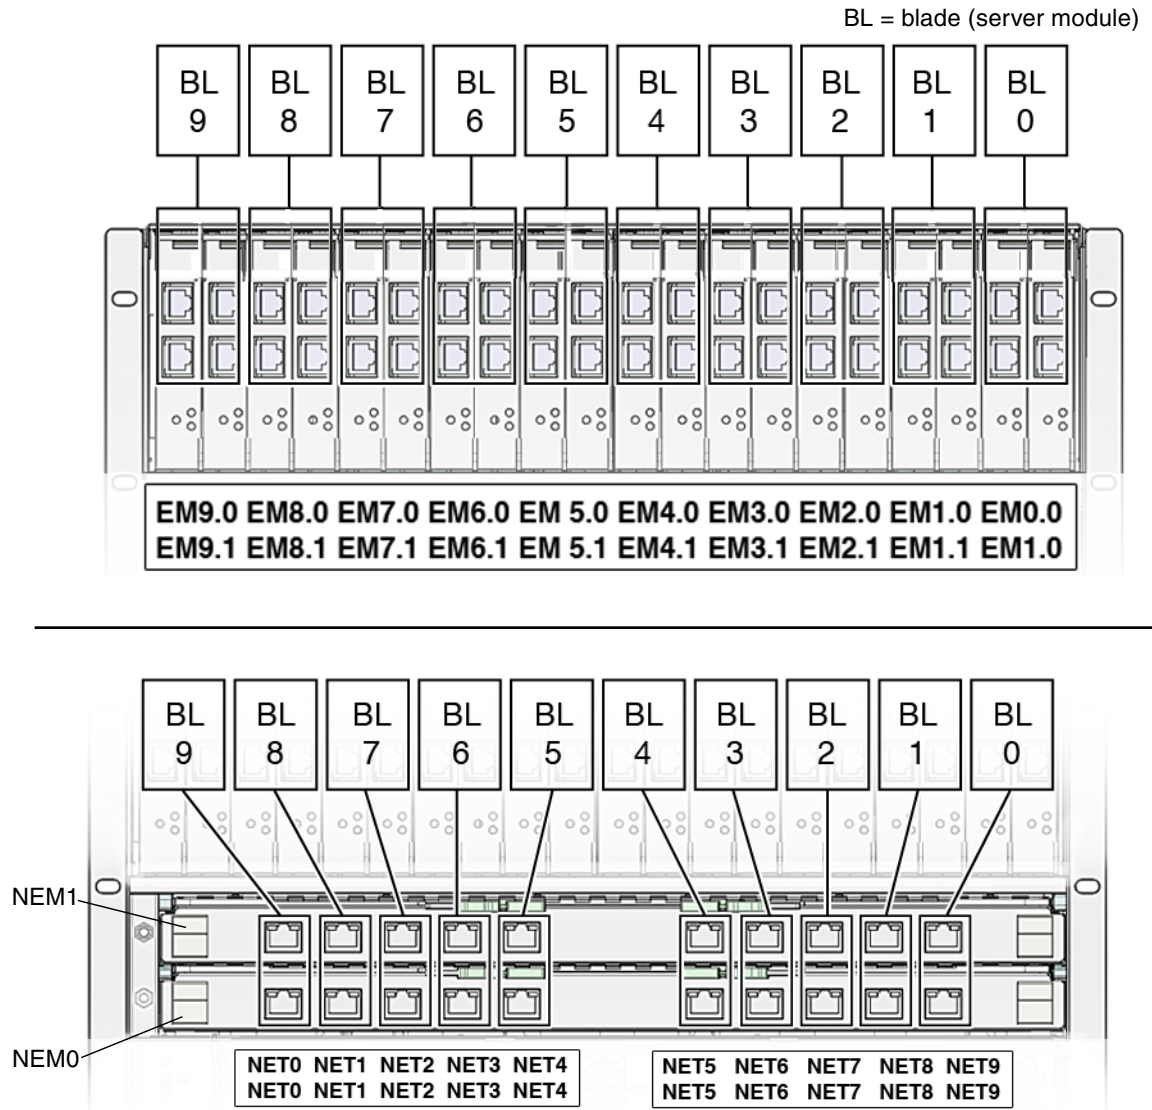 BL = blade (server module)
BL BL BL BL BL BL BL BL BL BL
9 8 7 6 5 4 3 2 1 0
EM9.0 EM8.0 EM7.0 EM6.0 EM 5.0 EM4.0 EM3.0 EM2.0 EM1.0 EM0.0
EM9.1 EM8.1 EM7.1 EM6.1 EM 5.1 EM4.1 EM3.1 EM2.1 EM1.1 EM1.0
BL BL BL BL BL BL BL BL BL BL
9 8 7 6 5 4 3 2 1 0
NEM1
NEM0
NET0 NET1 NET2 NET3 NET4 NET5 NET6 NET7 NET8 NET9
NET0 NET1 NET2 NET3 NET4 NET5 NET6 NET7 NET8 NET9